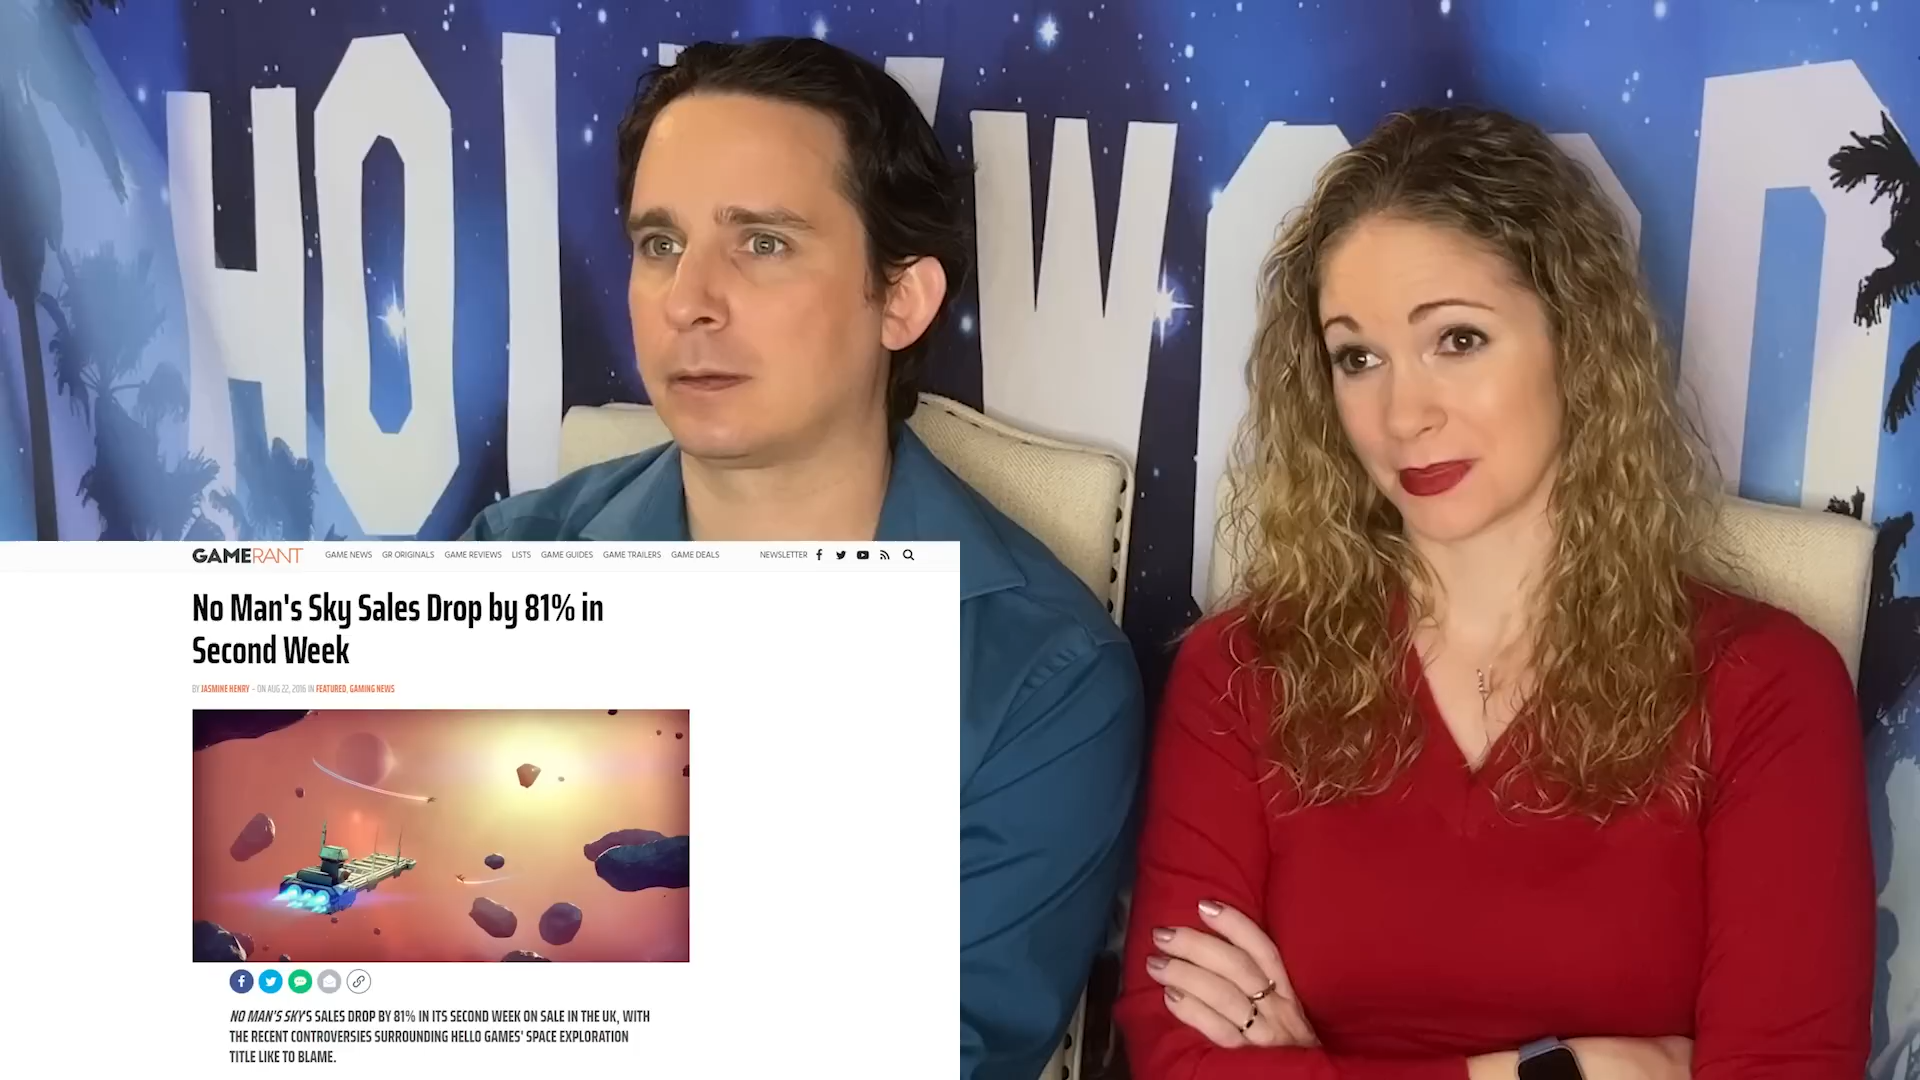 HOLYWOOD
GAMERANT
GAME NEWS GR ORIGINALS GAME REVIEWS LISTS GAME GUIDES GAME TRAILERS GAME DEALS NEWSLETTER
No Man's Sky Sales Drop by 81% in
Second Week
BY JASMINE HENRY – ON AUG 22, 2016 IN FEATURED, GAMING NEWS
NO MAN'S SKY'S SALES DROP BY 81% IN ITS SECOND WEEK ON SALE IN THE UK, WITH
THE RECENT CONTROVERSIES SURROUNDING HELLO GAMES' SPACE EXPLORATION
TITLE LIKE TO BLAME.